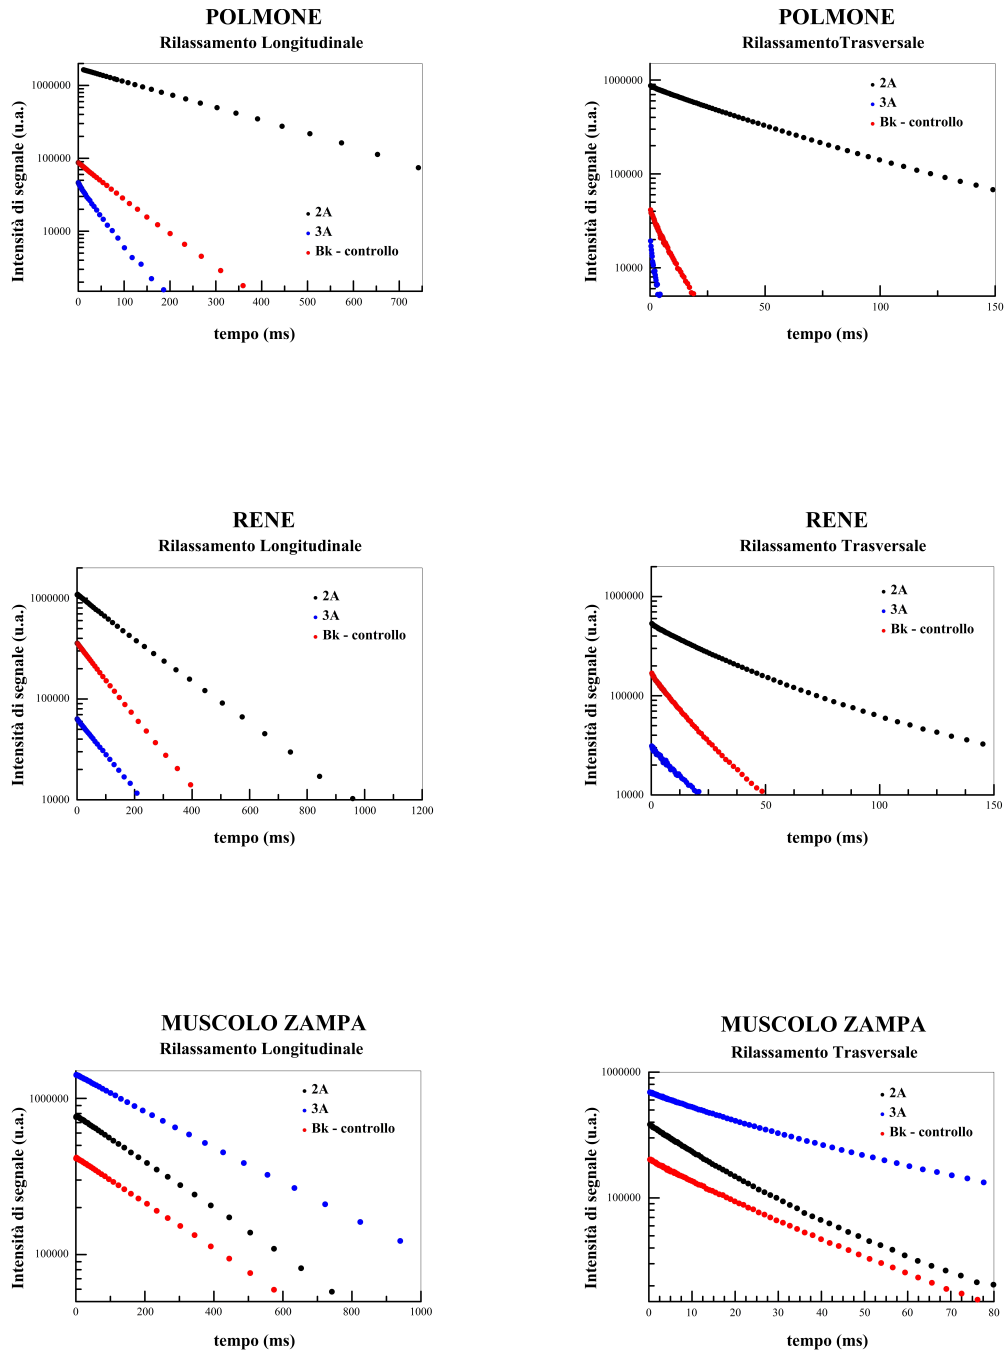 POLMONE
Rilassamento Longitudinale
Intensità di segnale (u.a.)
1000000
100000
10000
2A
3A
Bk - controllo
0 100 200 300 400 500 600 700
tempo (ms)
POLMONE
RilassamentoTrasversale
Intensità di segnale (u.a.)
1000000
100000
10000
2A
3A
Bk - controllo
0 50 100 150
tempo (ms)
RENE
Rilassamento Longitudinale
Intensità di segnale (u.a.)
1000000
100000
10000
2A
3A
Bk - controllo
0 200 400 600 800 1000 1200
tempo (ms)
RENE
Rilassamento Trasversale
Intensità di segnale (u.a.)
1000000
100000
10000
2A
3A
Bk - controllo
0 50 100 150
tempo (ms)
MUSCOLO ZAMPA
Rilassamento Longitudinale
Intensità di segnale (u.a.)
1000000
100000
2A
3A
Bk - controllo
0 200 400 600 800 1000
tempo (ms)
MUSCOLO ZAMPA
Rilassamento Trasversale
Intensità di segnale (u.a.)
1000000
100000
2A
3A
Bk - controllo
0 10 20 30 40 50 60 70 80
tempo (ms)